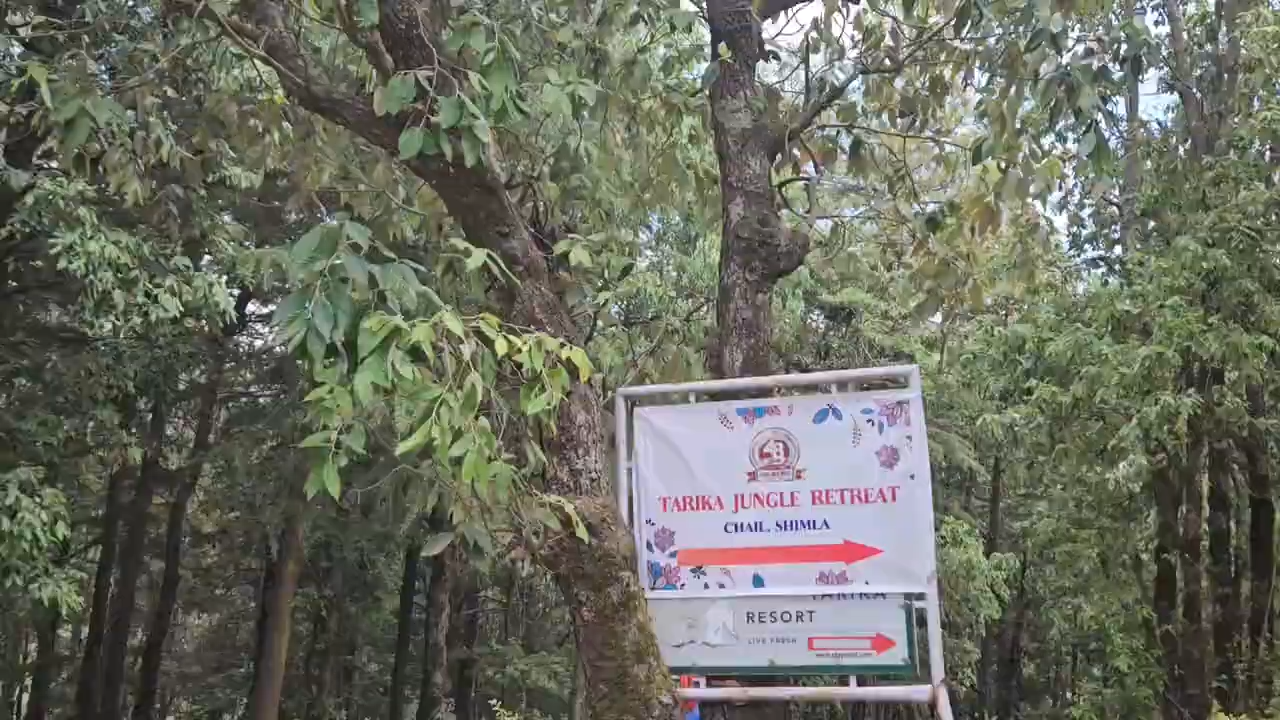 TARIKA JUNGLE RETREAT
CHAIL, SHIMLA
TARIKA
RESORT
LIVE FRESH